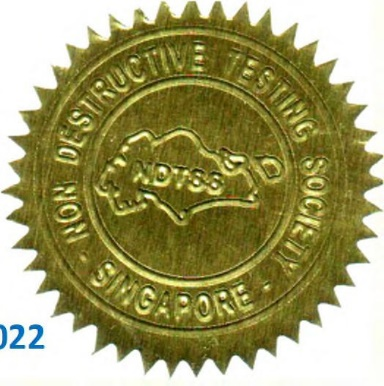 NON DESTRUCTIVE TESTING SOCIETY
- SINGAPORE -
NDTSS
022